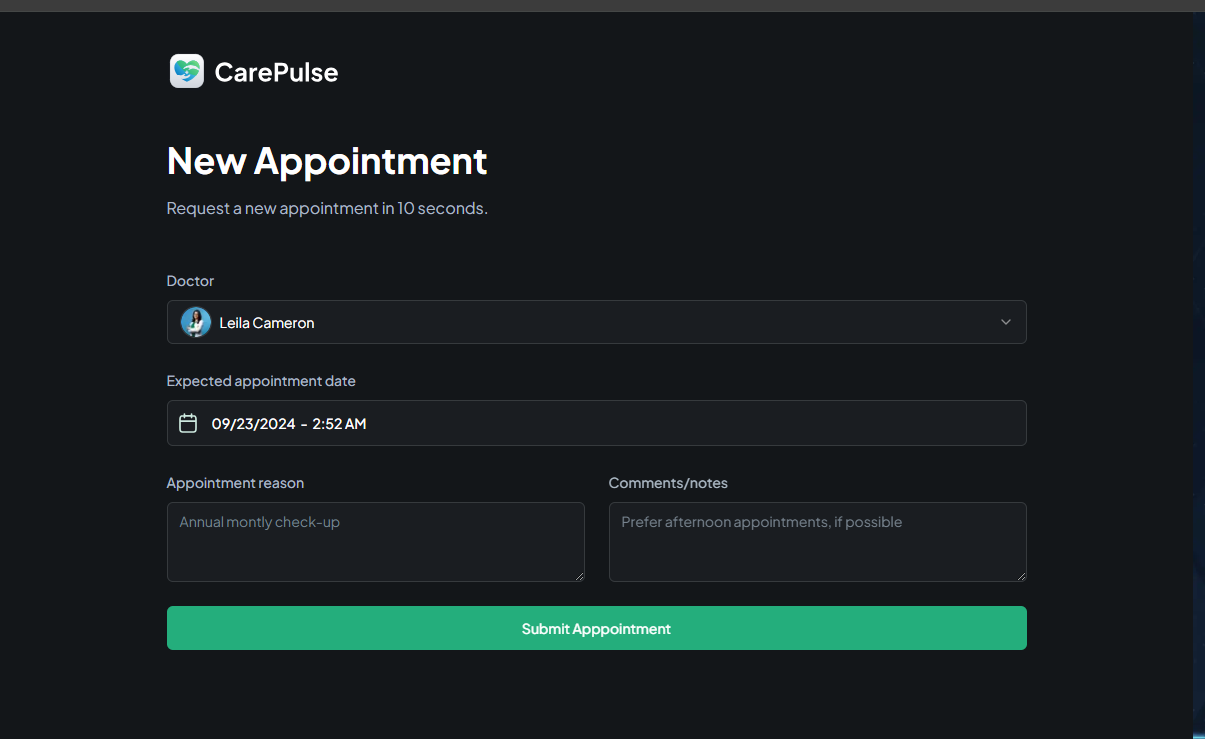 CarePulse
New Appointment
Request a new appointment in 10 seconds.
Doctor
Leila Cameron
Expected appointment date
09/23/2024 - 2:52 AM
Appointment reason
Comments/notes
Annual montly check-up
Prefer afternoon appointments, if possible
Submit Apppointment